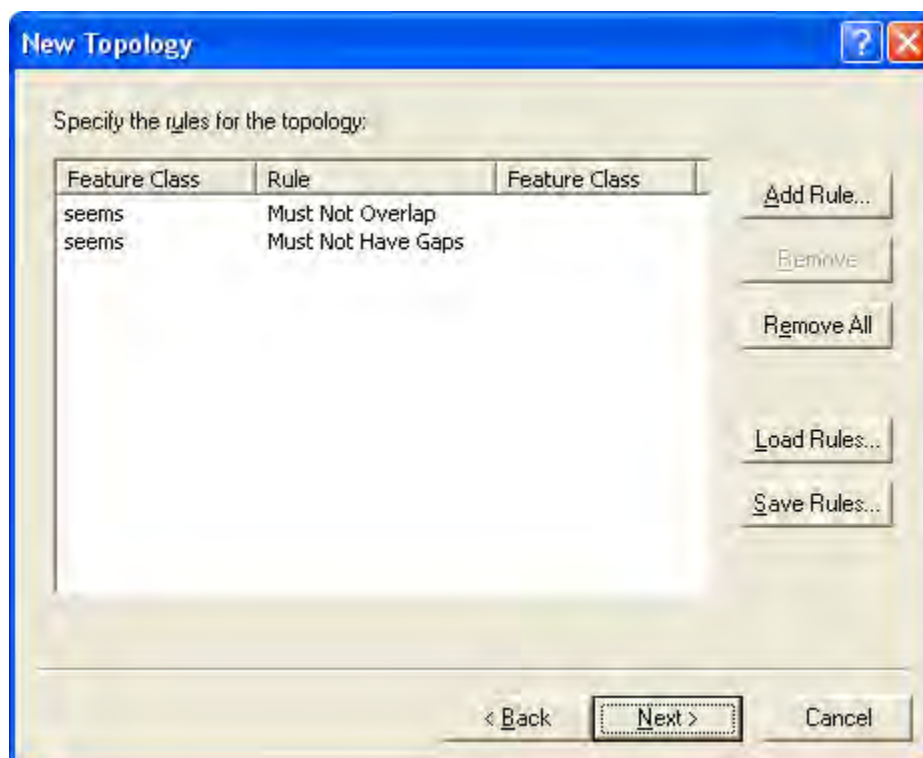 New Topology
Specify the rules for the topology:
Feature Class Rule Feature Class
seems Must Not Overlap
seems Must Not Have Gaps
Add Rule...
Remove
Remove All
Load Rules...
Save Rules...
< Back Next > Cancel